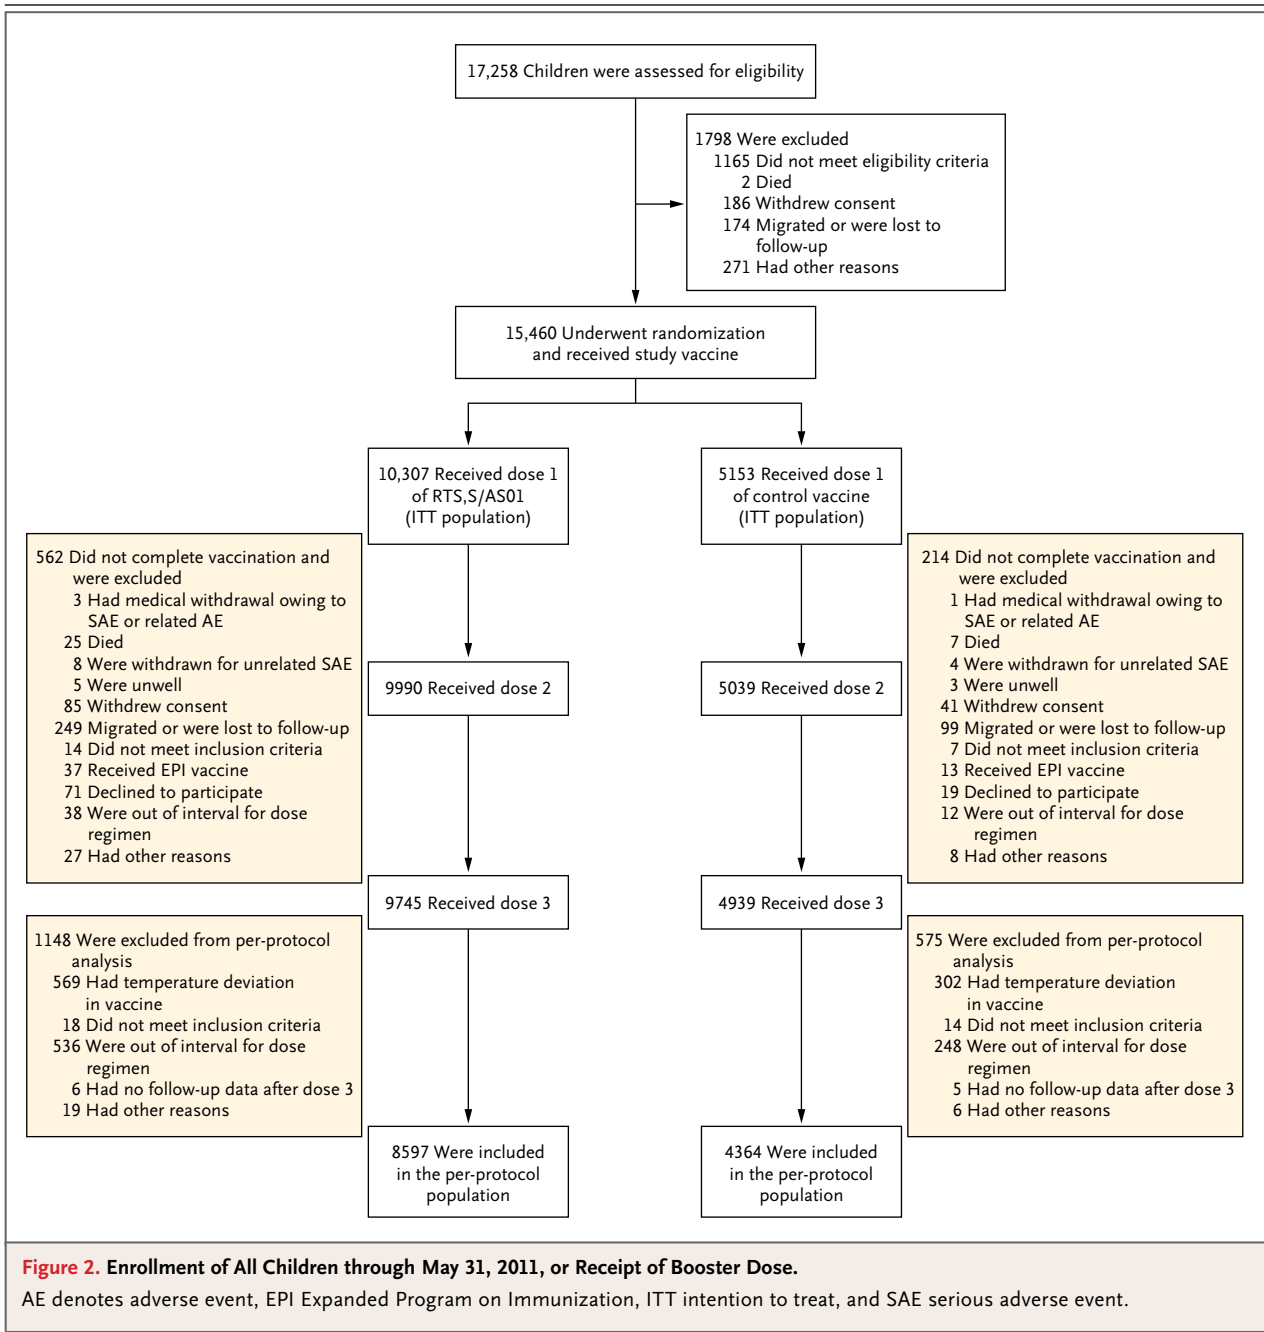 17,258 Children were assessed for eligibility
1798 Were excluded
1165 Did not meet eligibility criteria
2 Died
186 Withdrew consent
174 Migrated or were lost to
follow-up
271 Had other reasons
15,460 Underwent randomization
and received study vaccine
10,307 Received dose 1
of RTS,S/AS01
(ITT population)
5153 Received dose 1
of control vaccine
(ITT population)
562 Did not complete vaccination and
were excluded
3 Had medical withdrawal owing to
SAE or related AE
25 Died
8 Were withdrawn for unrelated SAE
5 Were unwell
85 Withdrew consent
249 Migrated or were lost to follow-up
14 Did not meet inclusion criteria
37 Received EPI vaccine
71 Declined to participate
38 Were out of interval for dose
regimen
27 Had other reasons
214 Did not complete vaccination and
were excluded
1 Had medical withdrawal owing to
SAE or related AE
7 Died
4 Were withdrawn for unrelated SAE
3 Were unwell
41 Withdrew consent
99 Migrated or were lost to follow-up
7 Did not meet inclusion criteria
13 Received EPI vaccine
19 Declined to participate
12 Were out of interval for dose
regimen
8 Had other reasons
9990 Received dose 2
5039 Received dose 2
9745 Received dose 3
4939 Received dose 3
1148 Were excluded from per-protocol
analysis
569 Had temperature deviation
in vaccine
18 Did not meet inclusion criteria
536 Were out of interval for dose
regimen
6 Had no follow-up data after dose 3
19 Had other reasons
575 Were excluded from per-protocol
analysis
302 Had temperature deviation
in vaccine
14 Did not meet inclusion criteria
248 Were out of interval for dose
regimen
5 Had no follow-up data after dose 3
6 Had other reasons
8597 Were included
in the per-protocol
population
4364 Were included
in the per-protocol
population
Figure 2. Enrollment of All Children through May 31, 2011, or Receipt of Booster Dose.
AE denotes adverse event, EPI Expanded Program on Immunization, ITT intention to treat, and SAE serious adverse event.